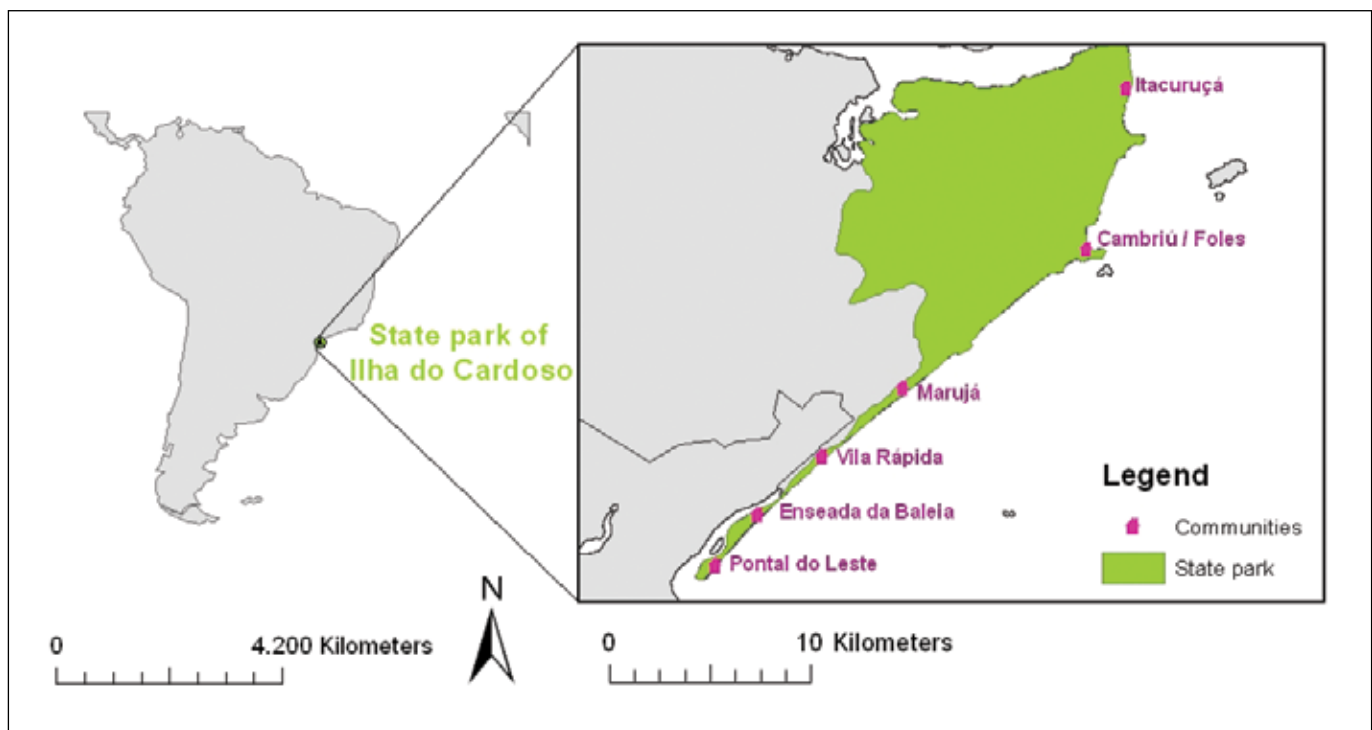 State park of
Ilha do Cardoso
Itacuruçá
Cambriú / Foles
Marujá
Vila Rápida
Enseada da Baleia
Pontal do Leste
Legend
Communities
State park
N
0 4.200 Kilometers
0 10 Kilometers